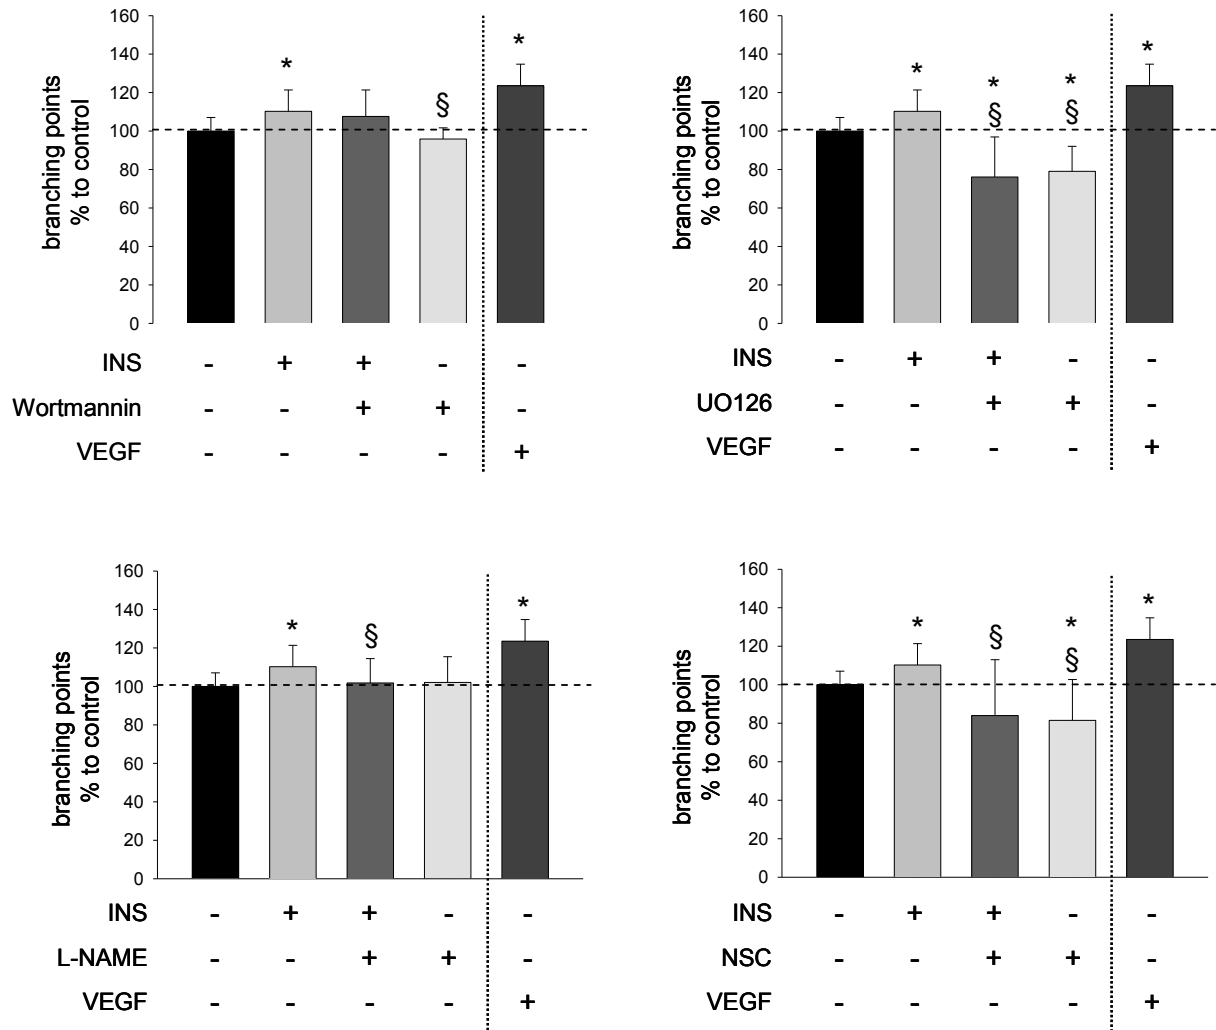 160
140
120
100
80
60
40
20
0
branching points
% to control
*
§
*
INS - + + - -
Wortmannin - - + + -
VEGF - - - - +
160
140
120
100
80
60
40
20
0
branching points
% to control
* * * *
§ §
INS - + + - -
UO126 - - + + -
VEGF - - - - +
160
140
120
100
80
60
40
20
0
branching points
% to control
* § *
INS - + + - -
L-NAME - - + + -
VEGF - - - - +
160
140
120
100
80
60
40
20
0
branching points
% to control
* § * *
§
INS - + + - -
NSC - - + + -
VEGF - - - - +